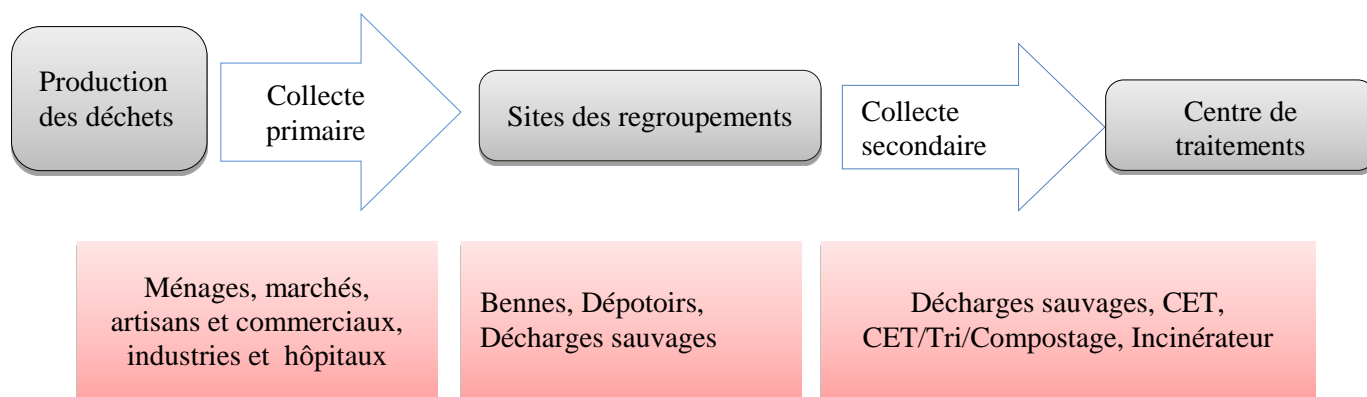 Production
des déchets
Collecte
primaire
Sites des regroupements
Collecte
secondaire
Centre de
traitements
Ménages, marchés,
artisans et commerciaux,
industries et hôpitaux
Bennes, Dépotoirs,
Décharges sauvages
Décharges sauvages, CET,
CET/Tri/Compostage, Incinérateur